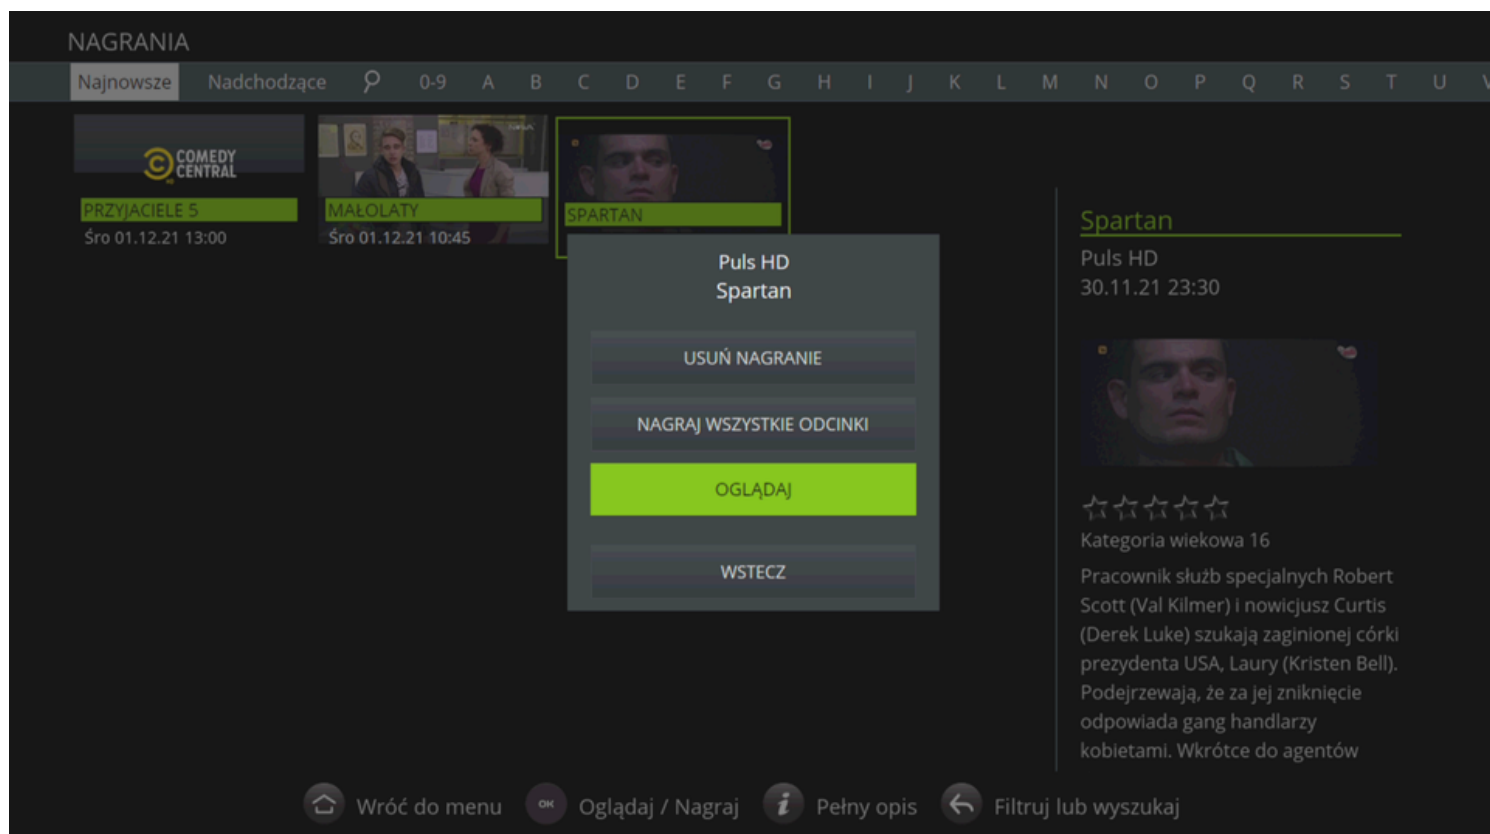 NAGRANIA
Najnowsze Nadchodzące 0-9 A B C D E F G H I J K L M N O P Q R S T U V
COMEDY
CENTRAL
HD
PRZYJACIELE 5
Śro 01.12.21 13:00
MAŁOLATY
Śro 01.12.21 10:45
SPARTAN
Puls HD
Spartan
USUŃ NAGRANIE
NAGRAJ WSZYSTKIE ODCINKI
OGLĄDAJ
WSTECZ
Spartan
Puls HD
30.11.21 23:30
Kategoria wiekowa 16
Pracownik służb specjalnych Robert
Scott (Val Kilmer) i nowicjusz Curtis
(Derek Luke) szukają zaginionej córki
prezydenta USA, Laury (Kristen Bell).
Podejrzewają, że za jej zniknięcie
odpowiada gang handlarzy
kobietami. Wkrótce do agentów
Wróć do menu OK Oglądaj / Nagraj i Pełny opis Filtruj lub wyszukaj